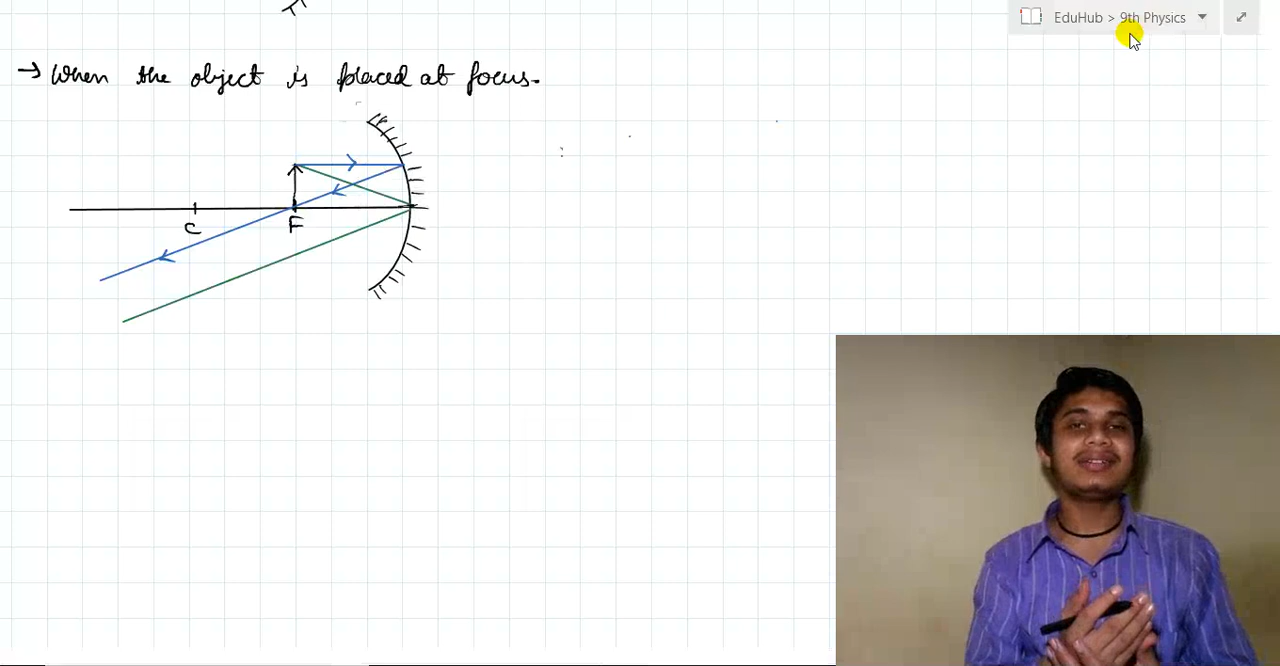 EduHub > 9th Physics
→ When the object is placed at focus.
C
F